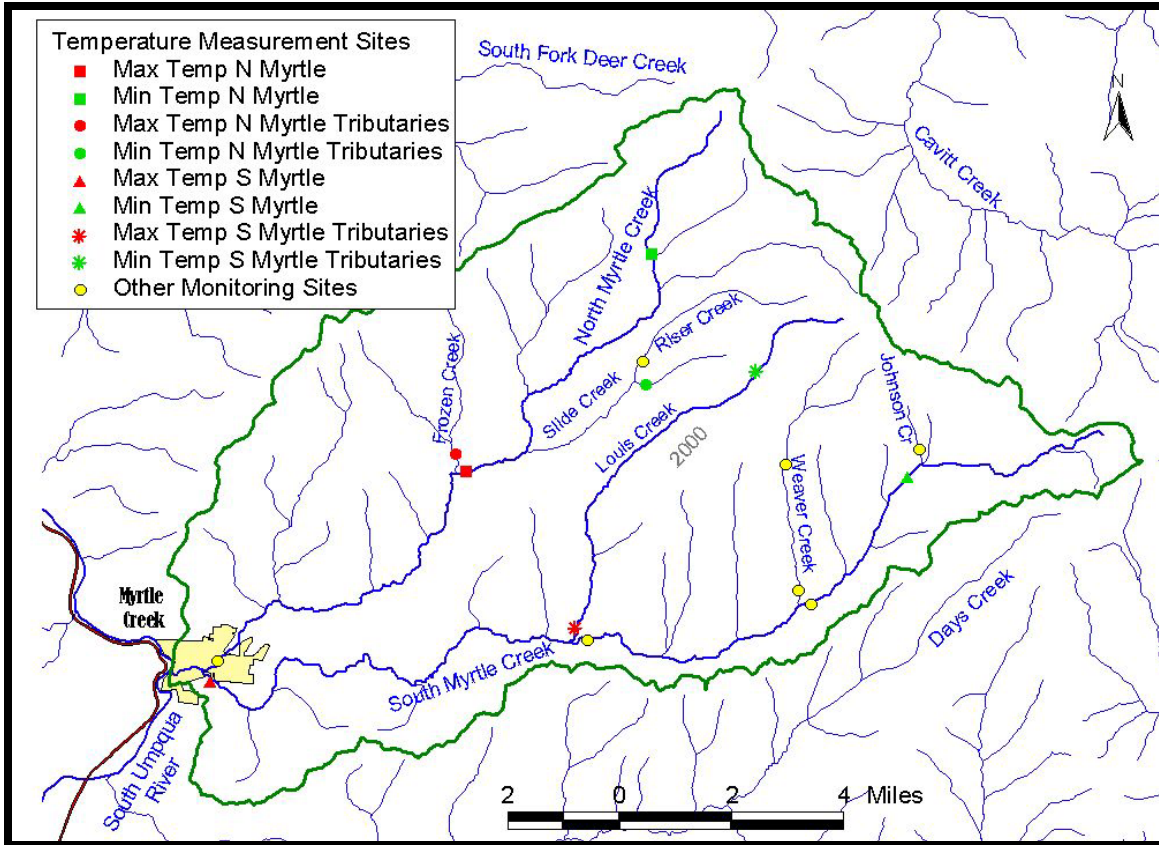 Temperature Measurement Sites
Max Temp N Myrtle
Min Temp N Myrtle
Max Temp N Myrtle Tributaries
Min Temp N Myrtle Tributaries
Max Temp S Myrtle
Min Temp S Myrtle
Max Temp S Myrtle Tributaries
Min Temp S Myrtle Tributaries
Other Monitoring Sites
South Fork Deer Creek
N
Cavitt Creek
North Myrtle Creek
Riser Creek
Slide Creek
Frozen Creek
Louis Creek
2000
Johnson Cr
Weaver Creek
Days Creek
Myrtle
Creek
South Myrtle Creek
South Umpqua
River
2 0 2 4 Miles